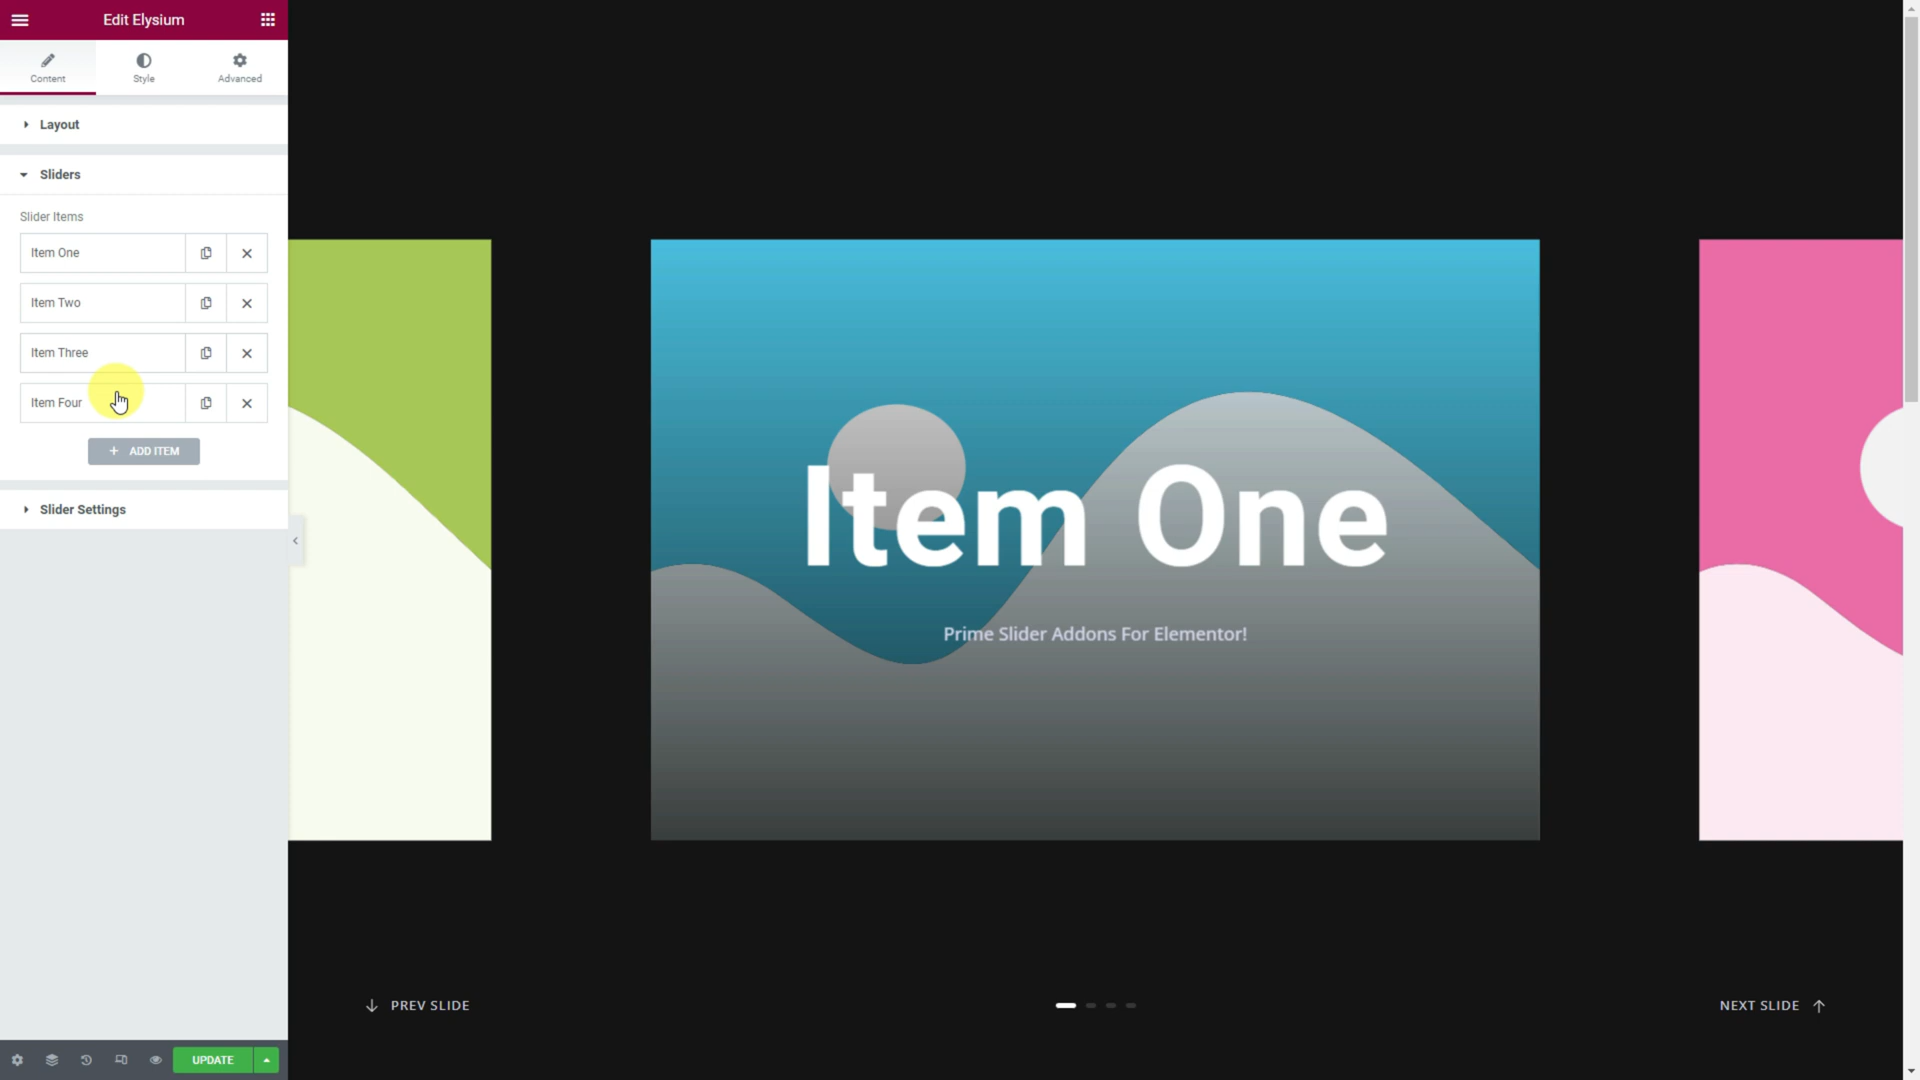 Edit Elysium
Content
Style
Advanced
Layout
Sliders
Slider Items
Item One
Item Two
Item Three
Item Four
ADD ITEM
Slider Settings
Item One
Prime Slider Addons For Elementor!
PREV SLIDE
NEXT SLIDE
UPDATE